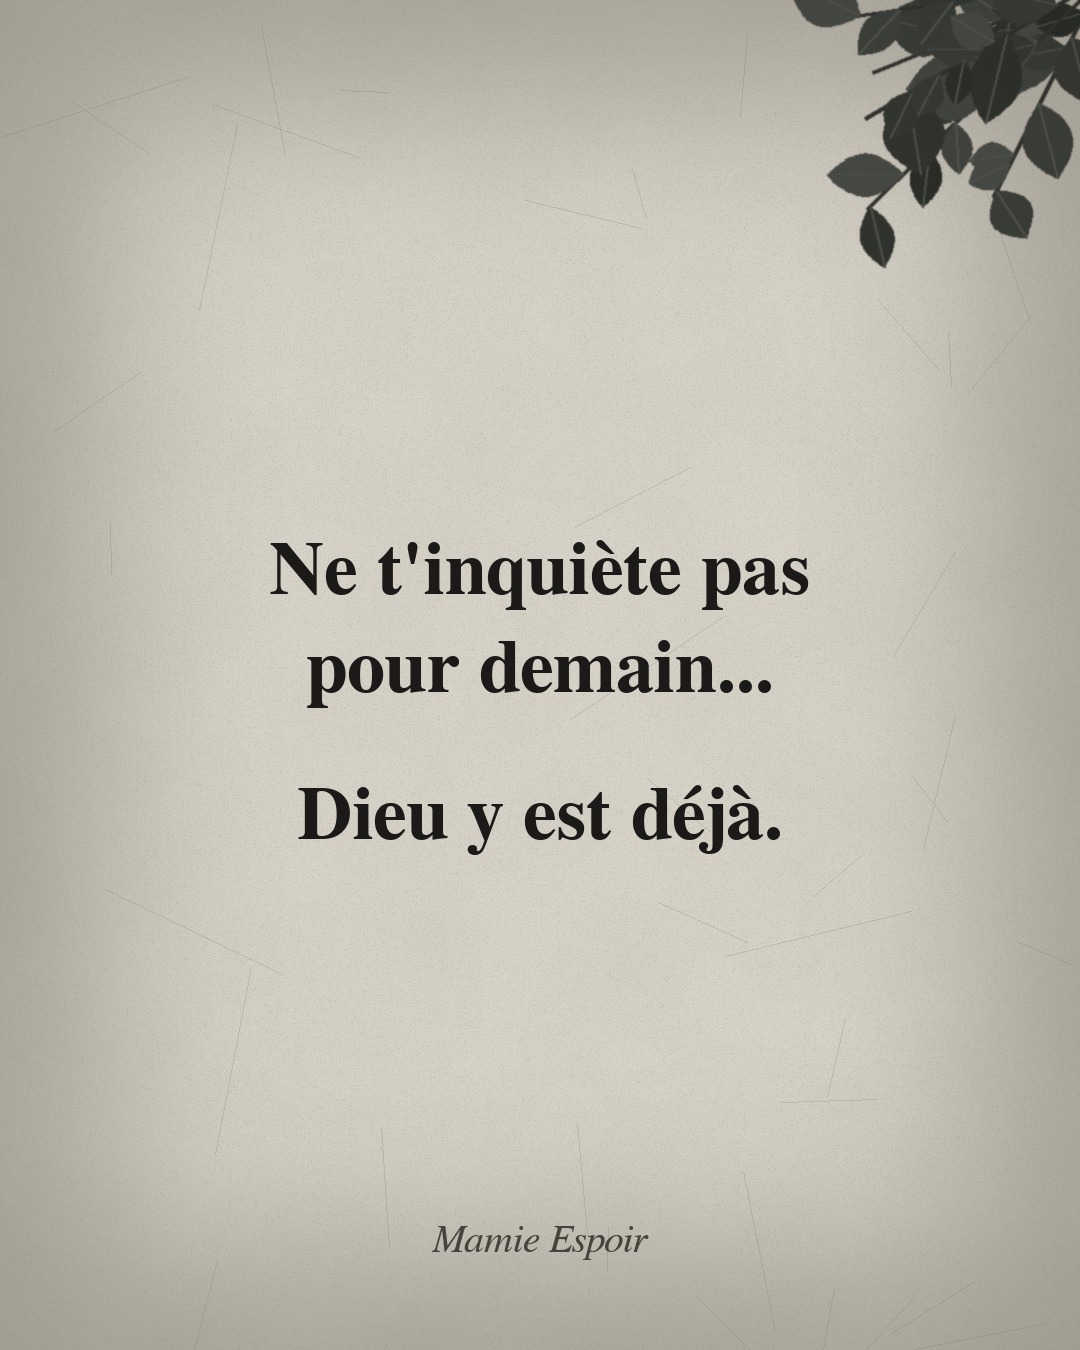 Ne t'inquiète pas
pour demain...
Dieu y est déjà.
Mamie Espoir